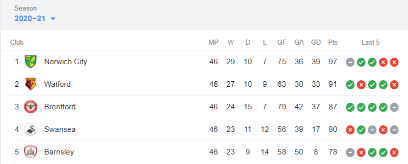 Season
2020–21
Club MP W D L GF GA GD Pts Last 5
1 Norwich City 46 29 10 7 75 36 39 97
2 Watford 46 27 10 9 63 30 33 91
3 Brentford 46 24 15 7 79 42 37 87
4 Swansea 46 23 11 12 56 39 17 80
5 Barnsley 46 23 9 14 58 50 8 78